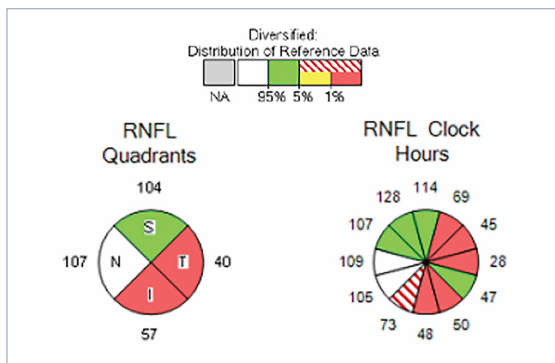 Diversified:
Distribution of Reference Data
NA 95% 5% 1%
RNFL
Quadrants
104
S
107 N T 40
I
57
RNFL Clock
Hours
114
128 69
107 45
109 28
105 47
73 50
48